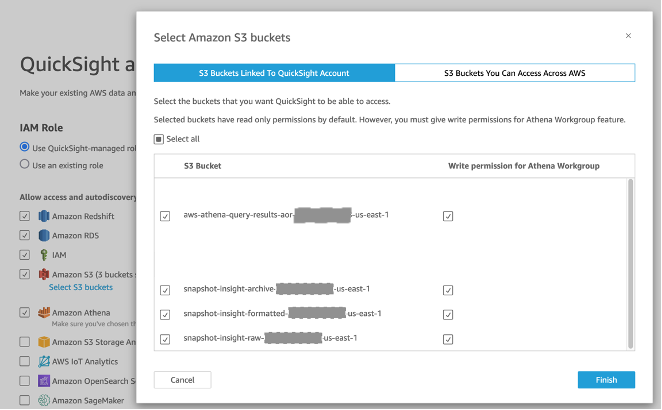 Select Amazon S3 buckets
×
QuickSight a
Make your existing AWS data an
S3 Buckets Linked To QuickSight Account
S3 Buckets You Can Access Across AWS
Select the buckets that you want QuickSight to be able to access.
Selected buckets have read only permissions by default. However, you must give write permissions for Athena Workgroup feature.
Select all
IAM Role
Use QuickSight-managed rol
Use an existing role
Allow access and autodiscovery
Amazon Redshift
Amazon RDS
IAM
Amazon S3 (3 buckets s
Select S3 buckets
Amazon Athena
Make sure you've chosen th
Amazon S3 Storage An
AWS IoT Analytics
Amazon OpenSearch S
Amazon SageMaker
S3 Bucket
Write permission for Athena Workgroup
aws-athena-query-results-aor- -us-east-1
snapshot-insight-archive- -us-east-1
snapshot-insight-formatted- us-east-1
snapshot-insight-raw- -us-east-1
Cancel
Finish